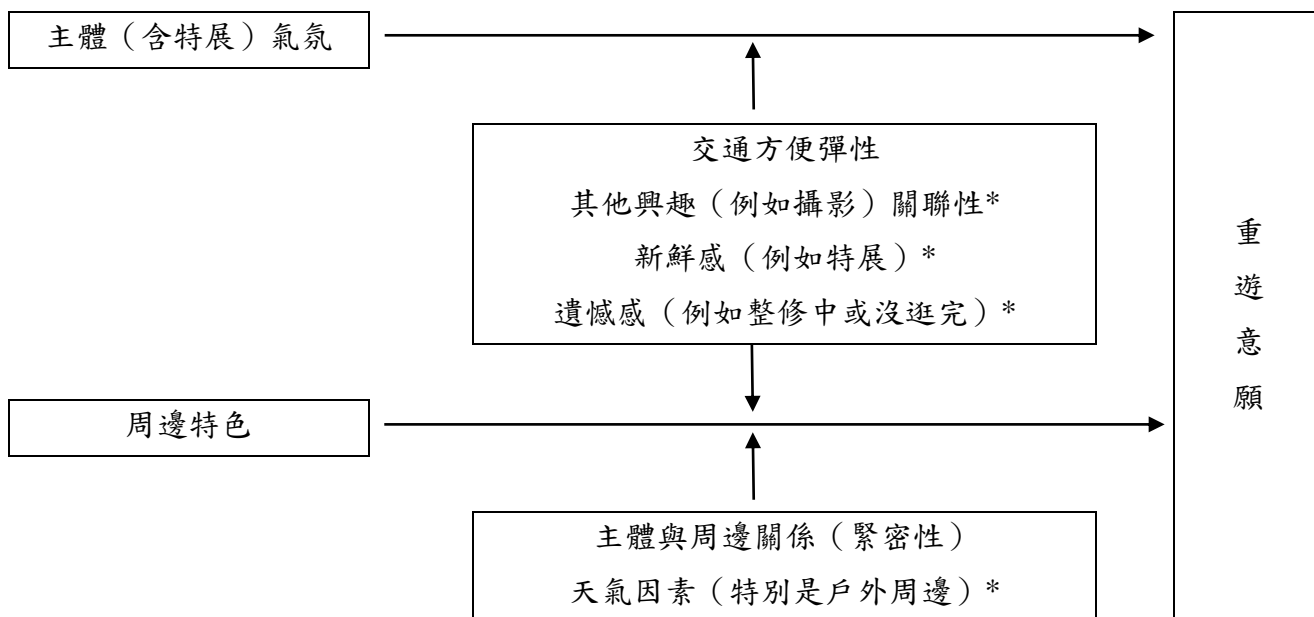 主體（含特展）氣氛
交通方便彈性
其他興趣（例如攝影）關聯性*
新鮮感（例如特展）*
遺憾感（例如整修中或沒逛完）*
周邊特色
主體與周邊關係（緊密性）
天氣因素（特別是戶外周邊）*
重
遊
意
願